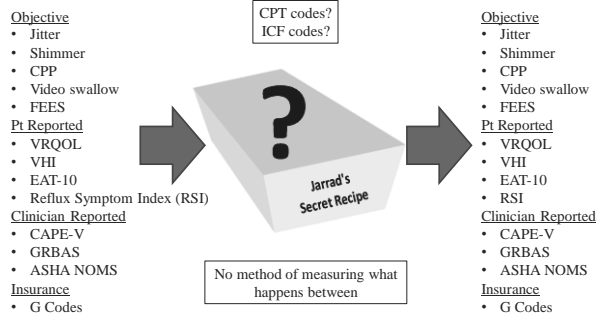 Objective
• Jitter
• Shimmer
• CPP
• Video swallow
• FEES
Pt Reported
• VRQOL
• VHI
• EAT-10
• Reflux Symptom Index (RSI)
Clinician Reported
• CAPE-V
• GRBAS
• ASHA NOMS
Insurance
• G Codes
CPT codes?
ICF codes?
?
Jarrad's
Secret Recipe
No method of measuring what
happens between
Objective
• Jitter
• Shimmer
• CPP
• Video swallow
• FEES
Pt Reported
• VRQOL
• VHI
• EAT-10
• RSI
Clinician Reported
• CAPE-V
• GRBAS
• ASHA NOMS
Insurance
• G Codes